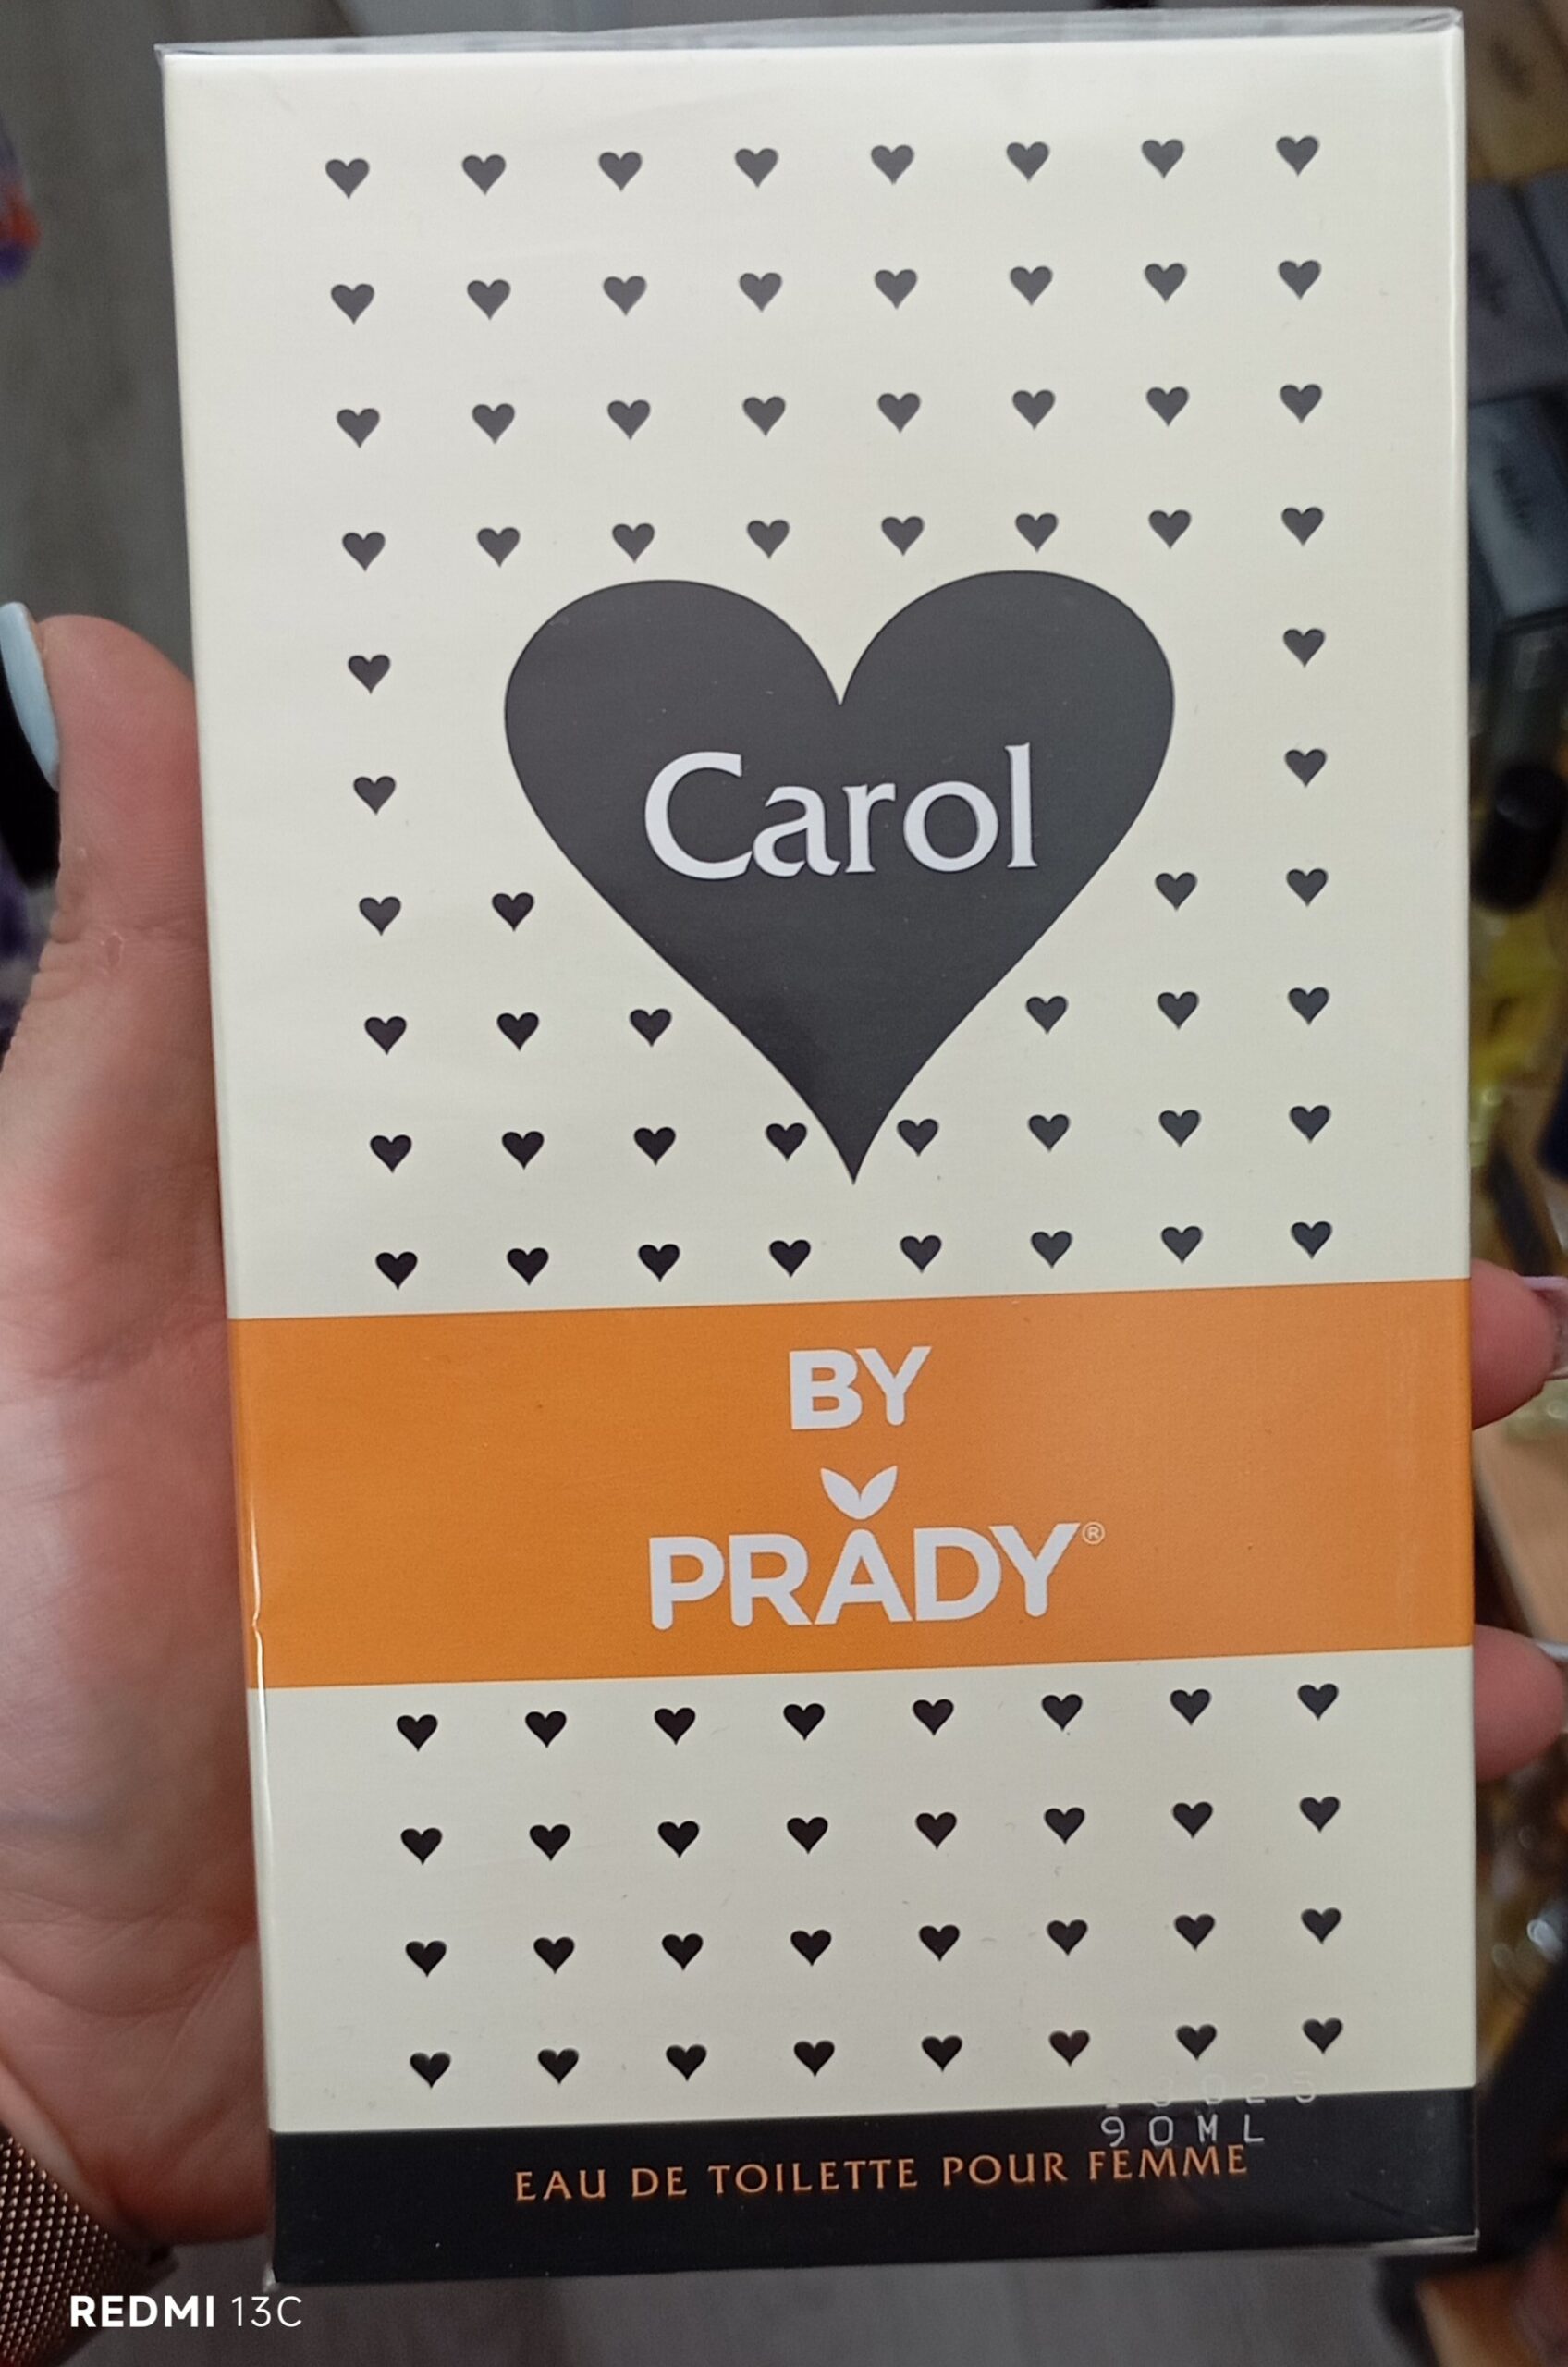 Carol
BY
PRADY®
90ML
EAU DE TOILETTE POUR FEMME
REDMI 13C